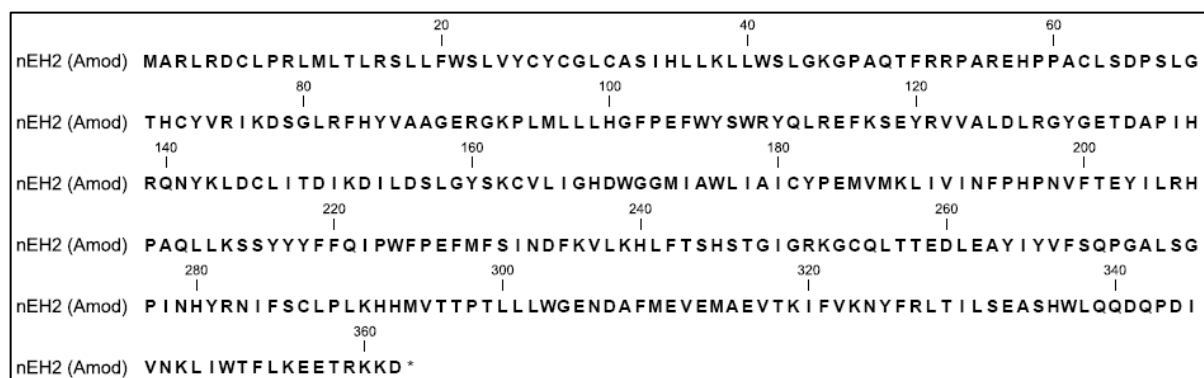 20 40 60
nEH2 (Amod) MARLRDCLPRLMLTLRSLLFWSLVYCYCGLCASIHLLKLLWSLGKGPAQTFRRPAREHPPACLSDPSLG
80 100 120
nEH2 (Amod) THCYVRIKDSGLRFHYVAAGERGKPLMLLLHGFPEFWYSWRYQLREFKSEYRVVALDLRGYGETDAPIH
140 160 180 200
nEH2 (Amod) RQNYKLDCLITDIKDILDSLGYSKCVLIGHDWGGMIAWLIAICYPEMVMKLIVINFPHPNVFTEYILRH
220 240 260
nEH2 (Amod) PAQLLKSSYYYFFQIPWFPEFMFSINDFKVLKHLFTSHSTGIGRKGCQLTTEDLEAYIYVFSQPGALSG
280 300 320 340
nEH2 (Amod) PINHYRNIFSCLPLKHHMVTTPTLLLWGENDAFMEVEMAEVTKIFVKNYFRLTILSEASHWLQQDQPDI
360
nEH2 (Amod) VNKLIWTFLKEETRKKD*